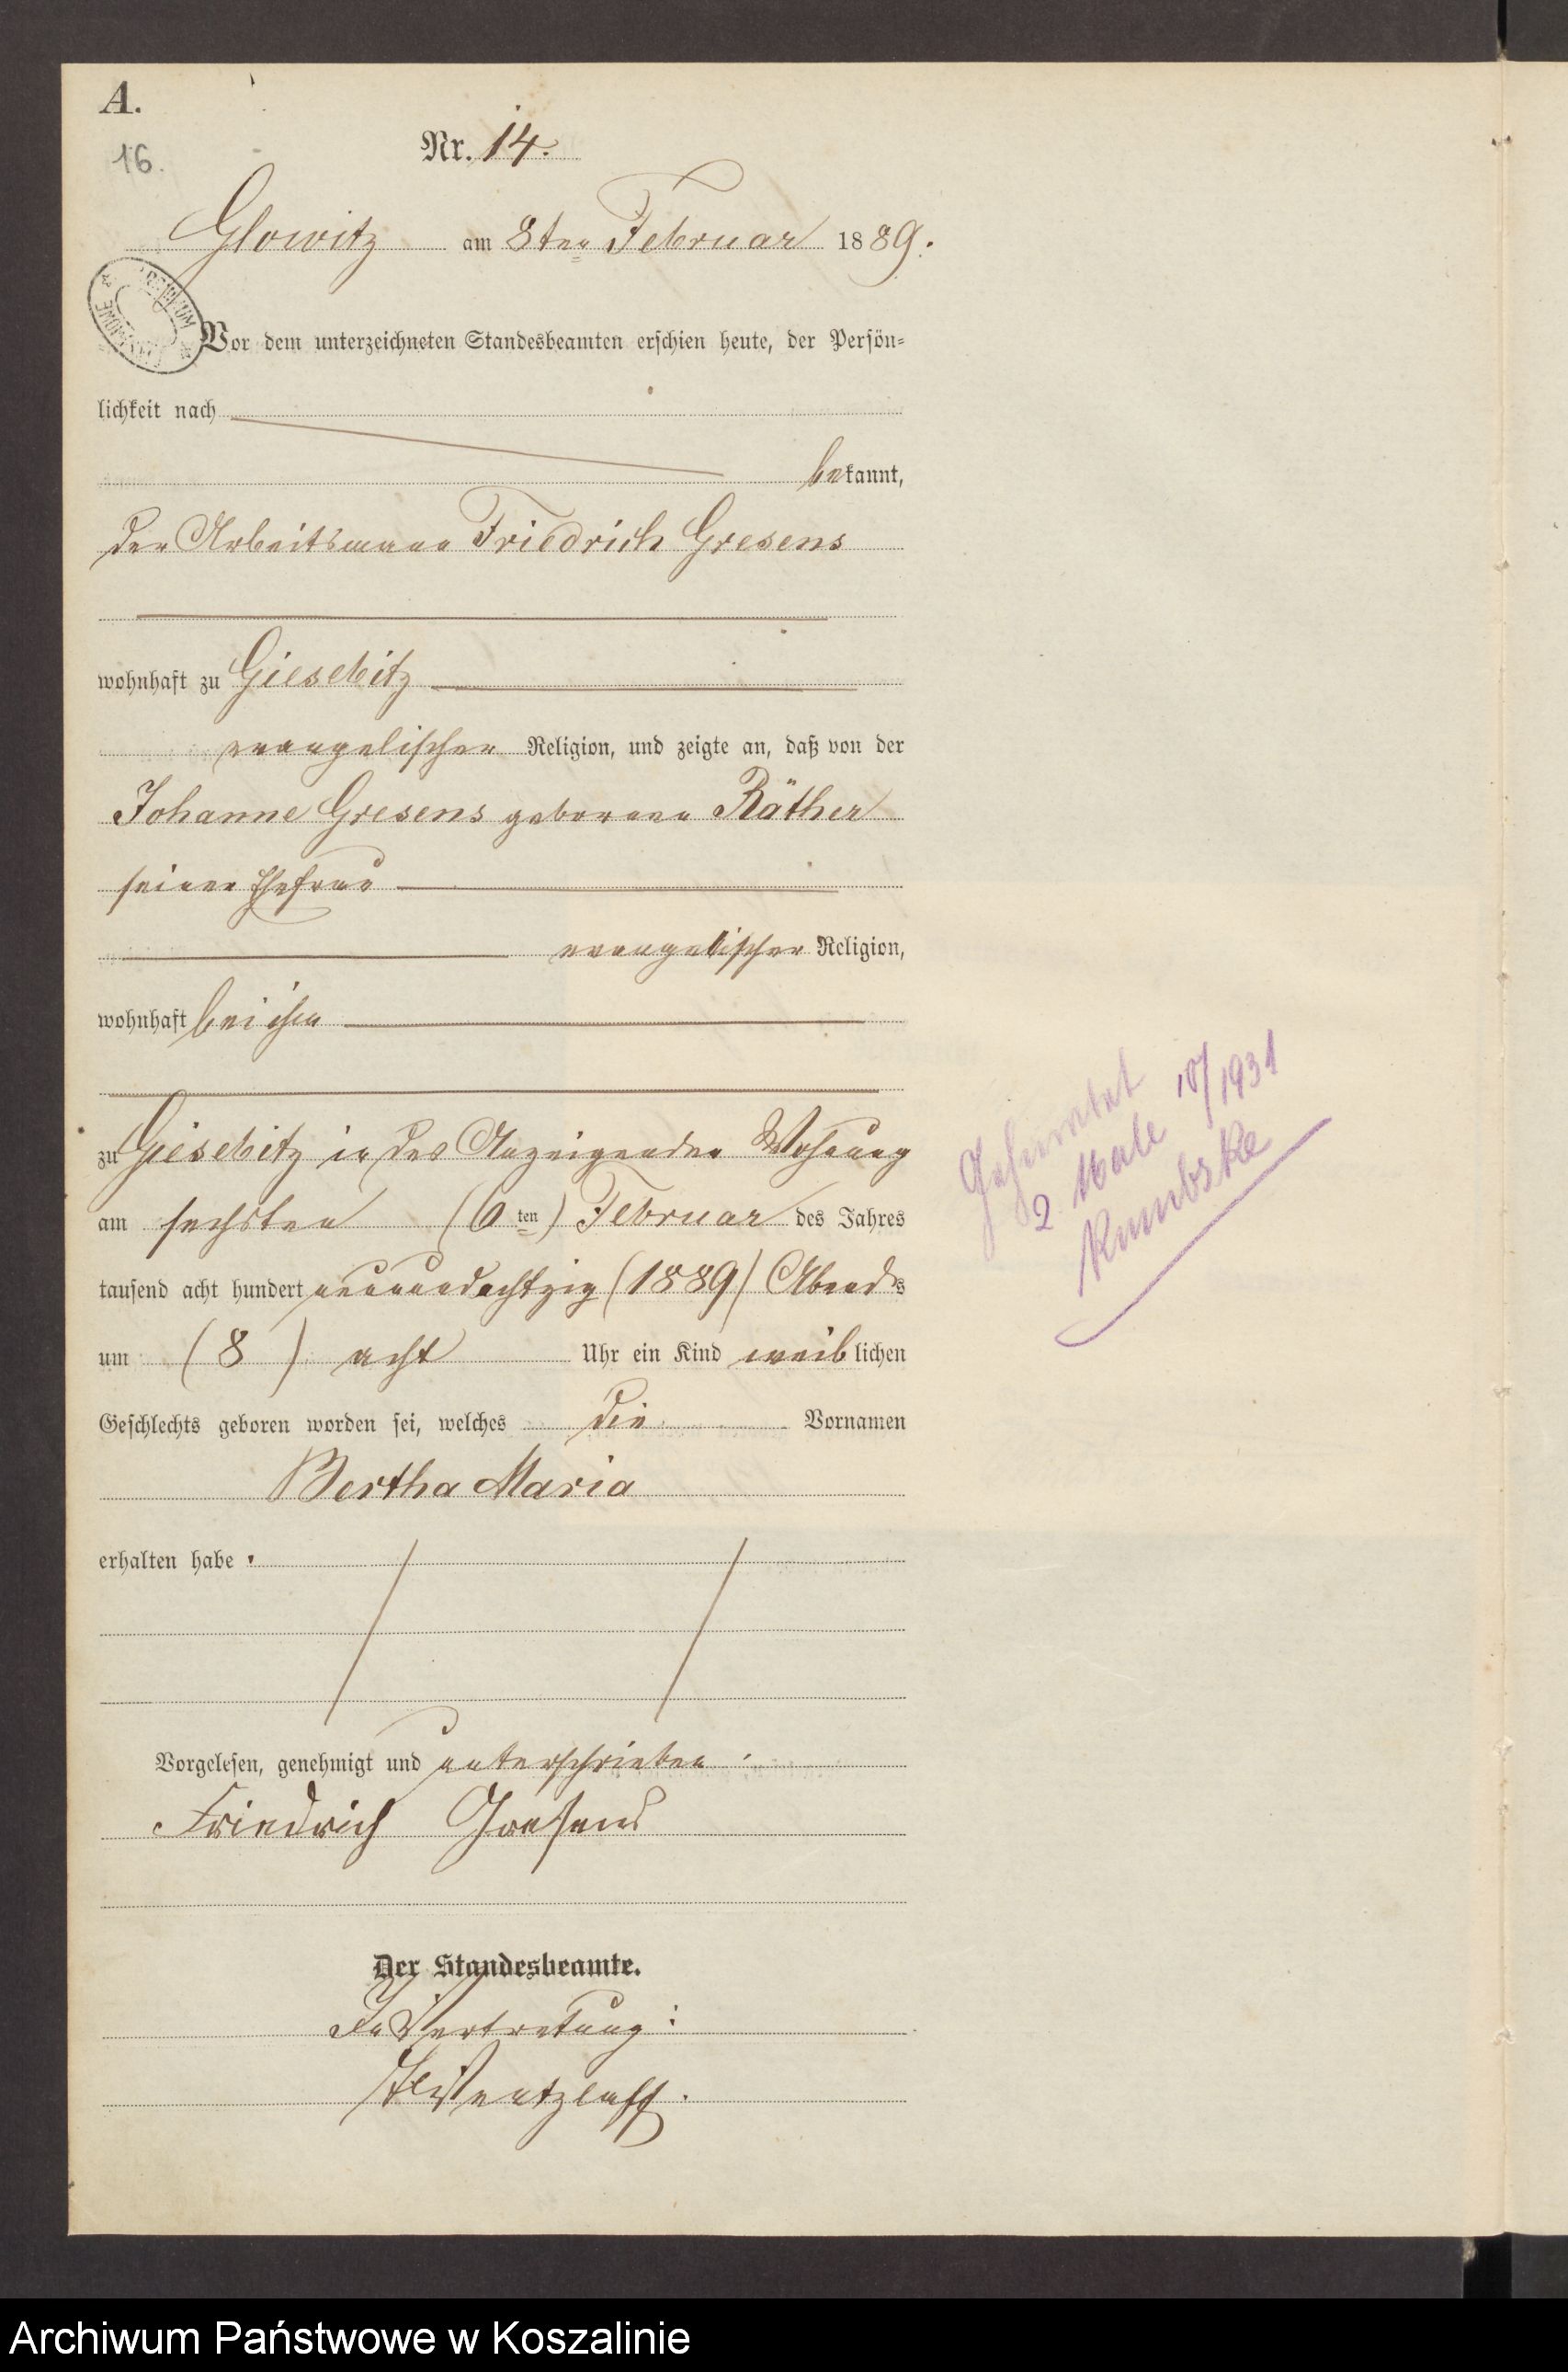 A.
16.
Nr. 14.
Glowitz am 8ten Februar 1889.
Vor dem unterzeichneten Standesbeamten erschien heute, der Persön-
lichkeit nach
bekannt,
der Arbeitsmann Friedrich Gresens
wohnhaft zu Giesebitz
evangelischer Religion, und zeigte an, daß von der
Johanne Gresens geborenen Räther
seiner Ehefrau
evangelischer Religion,
wohnhaft bei ihm
zu Giesebitz in des Anzeigenden Wohnung
am sechsten (6ten) Februar des Jahres
tausend acht hundert neunundachtzig (1889) Abends
um (8) acht Uhr ein Kind weiblichen
Geschlechts geboren worden sei, welches die Vornamen
Bertha Maria
erhalten habe.
Vorgelesen, genehmigt und unterschrieben.
Friedrich Gresens
Der Standesbeamte.
In Vertretung:
Wentzlaff.
Geheiratet
2 Male 10/1931
Rumbske
Archiwum Państwowe w Koszalinie